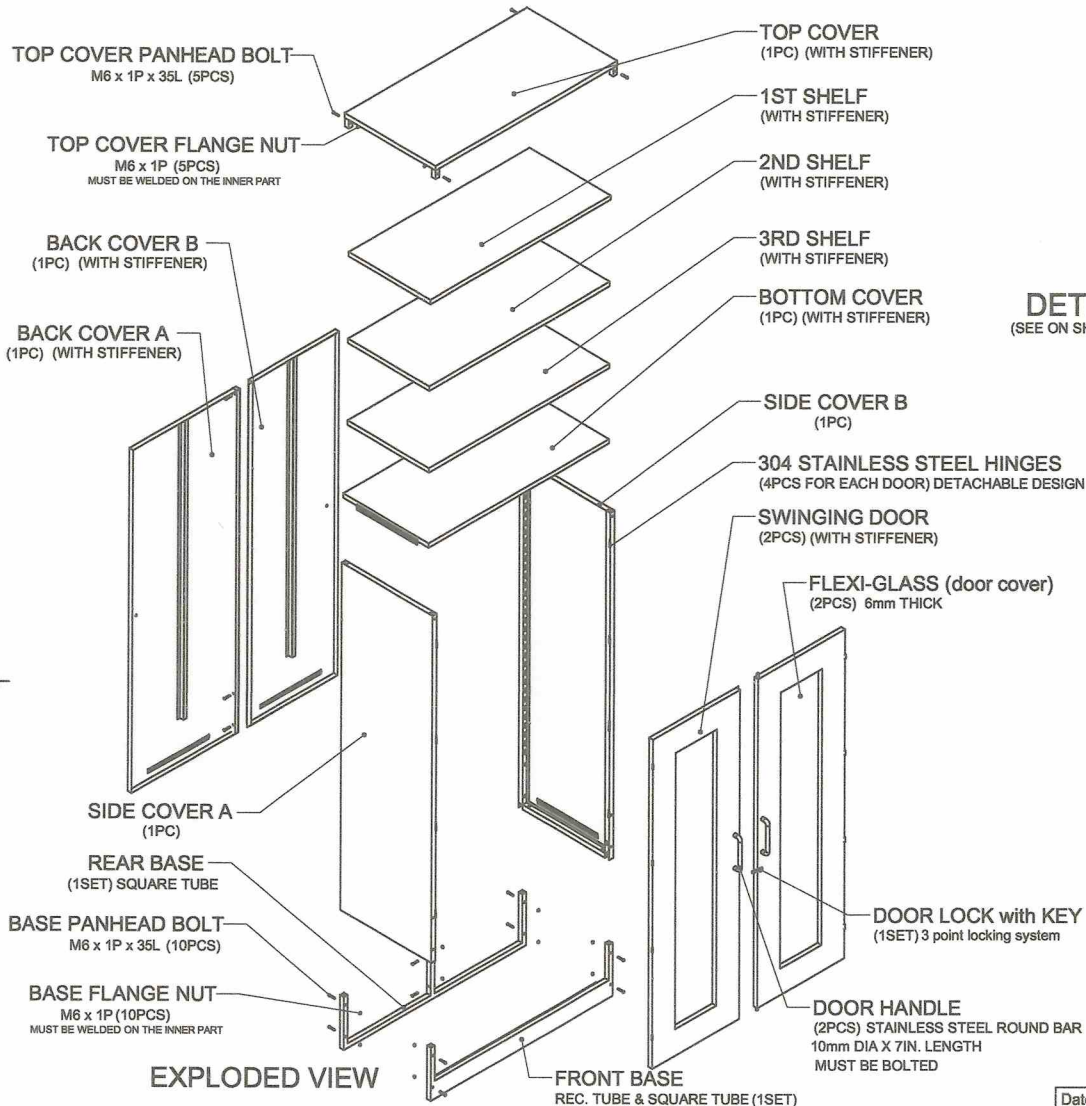 TOP COVER PANHEAD BOLT
M6 x 1P x 35L (5PCS)
TOP COVER
(1PC) (WITH STIFFENER)
TOP COVER FLANGE NUT
M6 x 1P (5PCS)
MUST BE WELDED ON THE INNER PART
1ST SHELF
(WITH STIFFENER)
2ND SHELF
(WITH STIFFENER)
BACK COVER B
(1PC) (WITH STIFFENER)
3RD SHELF
(WITH STIFFENER)
BACK COVER A
(1PC) (WITH STIFFENER)
BOTTOM COVER
(1PC) (WITH STIFFENER)
DET
(SEE ON SH
SIDE COVER B
(1PC)
304 STAINLESS STEEL HINGES
(4PCS FOR EACH DOOR) DETACHABLE DESIGN
SWINGING DOOR
(2PCS) (WITH STIFFENER)
FLEXI-GLASS (door cover)
(2PCS) 6mm THICK
SIDE COVER A
(1PC)
REAR BASE
(1SET) SQUARE TUBE
BASE PANHEAD BOLT
M6 x 1P x 35L (10PCS)
BASE FLANGE NUT
M6 x 1P (10PCS)
MUST BE WELDED ON THE INNER PART
DOOR LOCK with KEY
(1SET) 3 point locking system
DOOR HANDLE
(2PCS) STAINLESS STEEL ROUND BAR
10mm DIA X 7IN. LENGTH
MUST BE BOLTED
EXPLODED VIEW
FRONT BASE
REC. TUBE & SQUARE TUBE (1SET)
Date